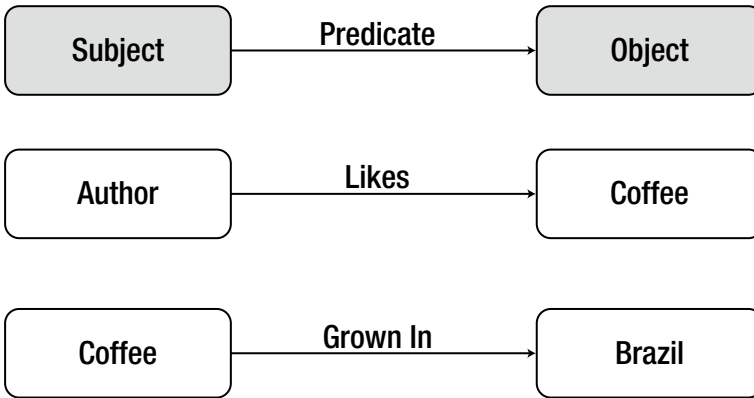 Subject Predicate Object
Author Likes Coffee
Coffee Grown In Brazil